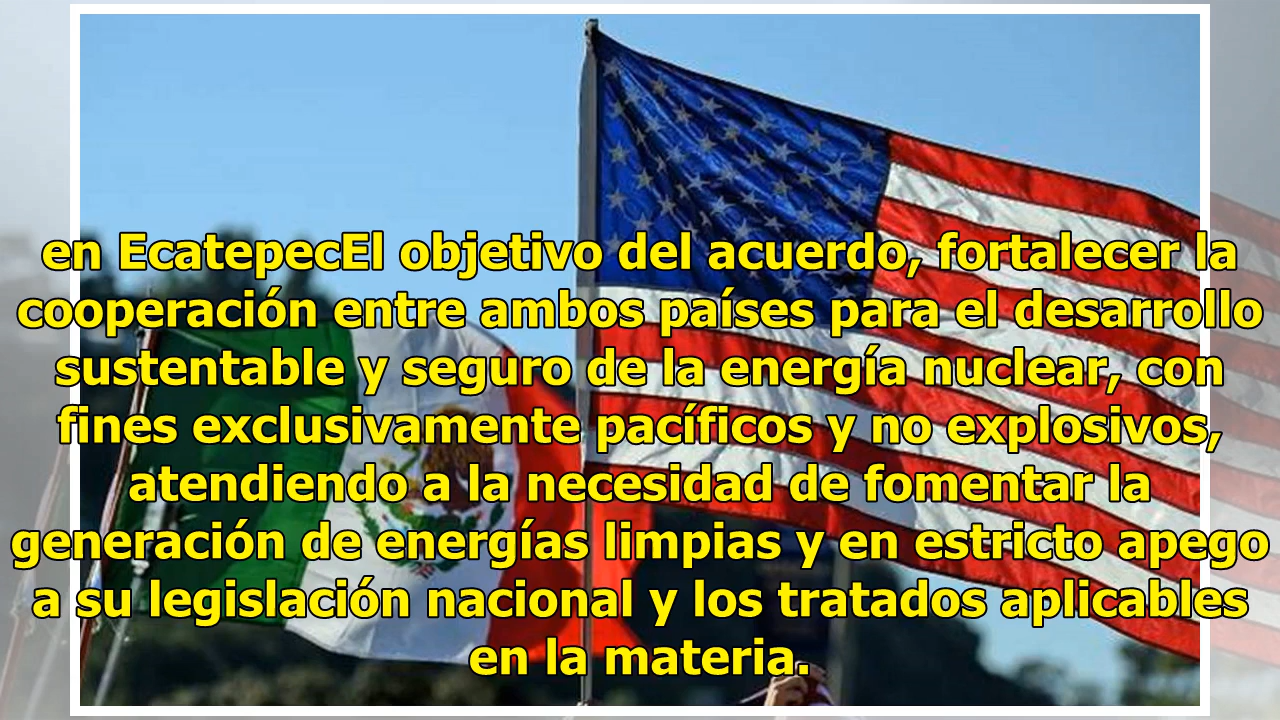 en EcatepecEl objetivo del acuerdo, fortalecer la
cooperación entre ambos países para el desarrollo
sustentable y seguro de la energía nuclear, con
fines exclusivamente pacíficos y no explosivos,
atendiendo a la necesidad de fomentar la
generación de energías limpias y en estricto apego
a su legislación nacional y los tratados aplicables
en la materia.